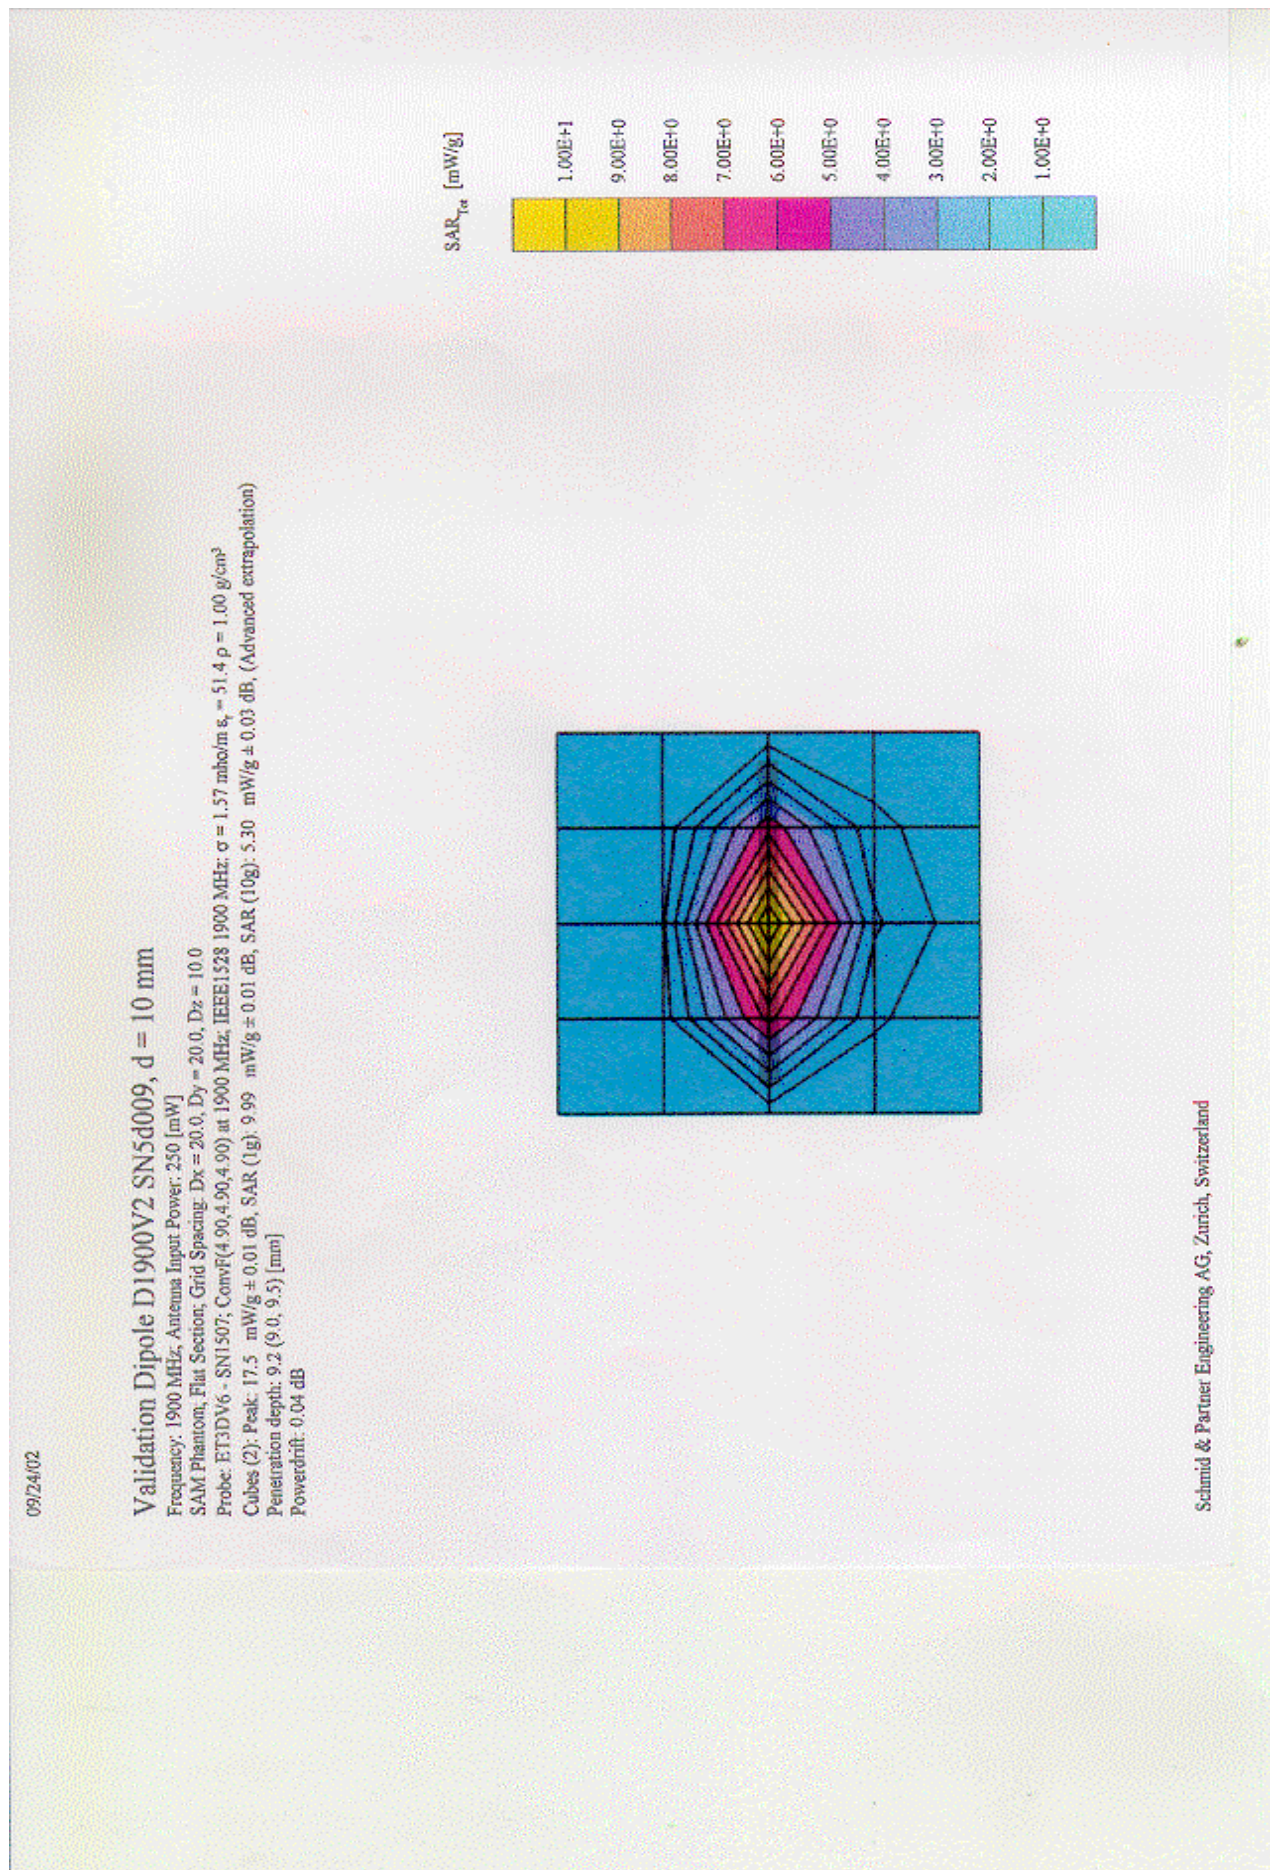 09/24/02
Validation Dipole D1900V2 SN5d009, d = 10 mm
Frequency: 1900 MHz; Antenna Input Power: 250 [mW]
SAM Phantom; Flat Section; Grid Spacing: Dx = 20.0, Dy = 20.0, Dz = 10.0
Probe: ET3DV6 - SN1507; ConvF(4.90,4.90,4.90) at 1900 MHz; IEEE1528 1900 MHz: σ = 1.57 mho/m εr = 51.4 ρ = 1.00 g/cm³
Cubes (2): Peak: 17.5 mW/g ± 0.01 dB, SAR (1g): 9.99 mW/g ± 0.01 dB, SAR (10g): 5.30 mW/g ± 0.03 dB, (Advanced extrapolation)
Penetration depth: 9.2 (9.0, 9.5) [mm]
Powerdrift: 0.04 dB
SARTot [mW/g]
1.00E+1
9.00E+0
8.00E+0
7.00E+0
6.00E+0
5.00E+0
4.00E+0
3.00E+0
2.00E+0
1.00E+0
Schmid & Partner Engineering AG, Zurich, Switzerland